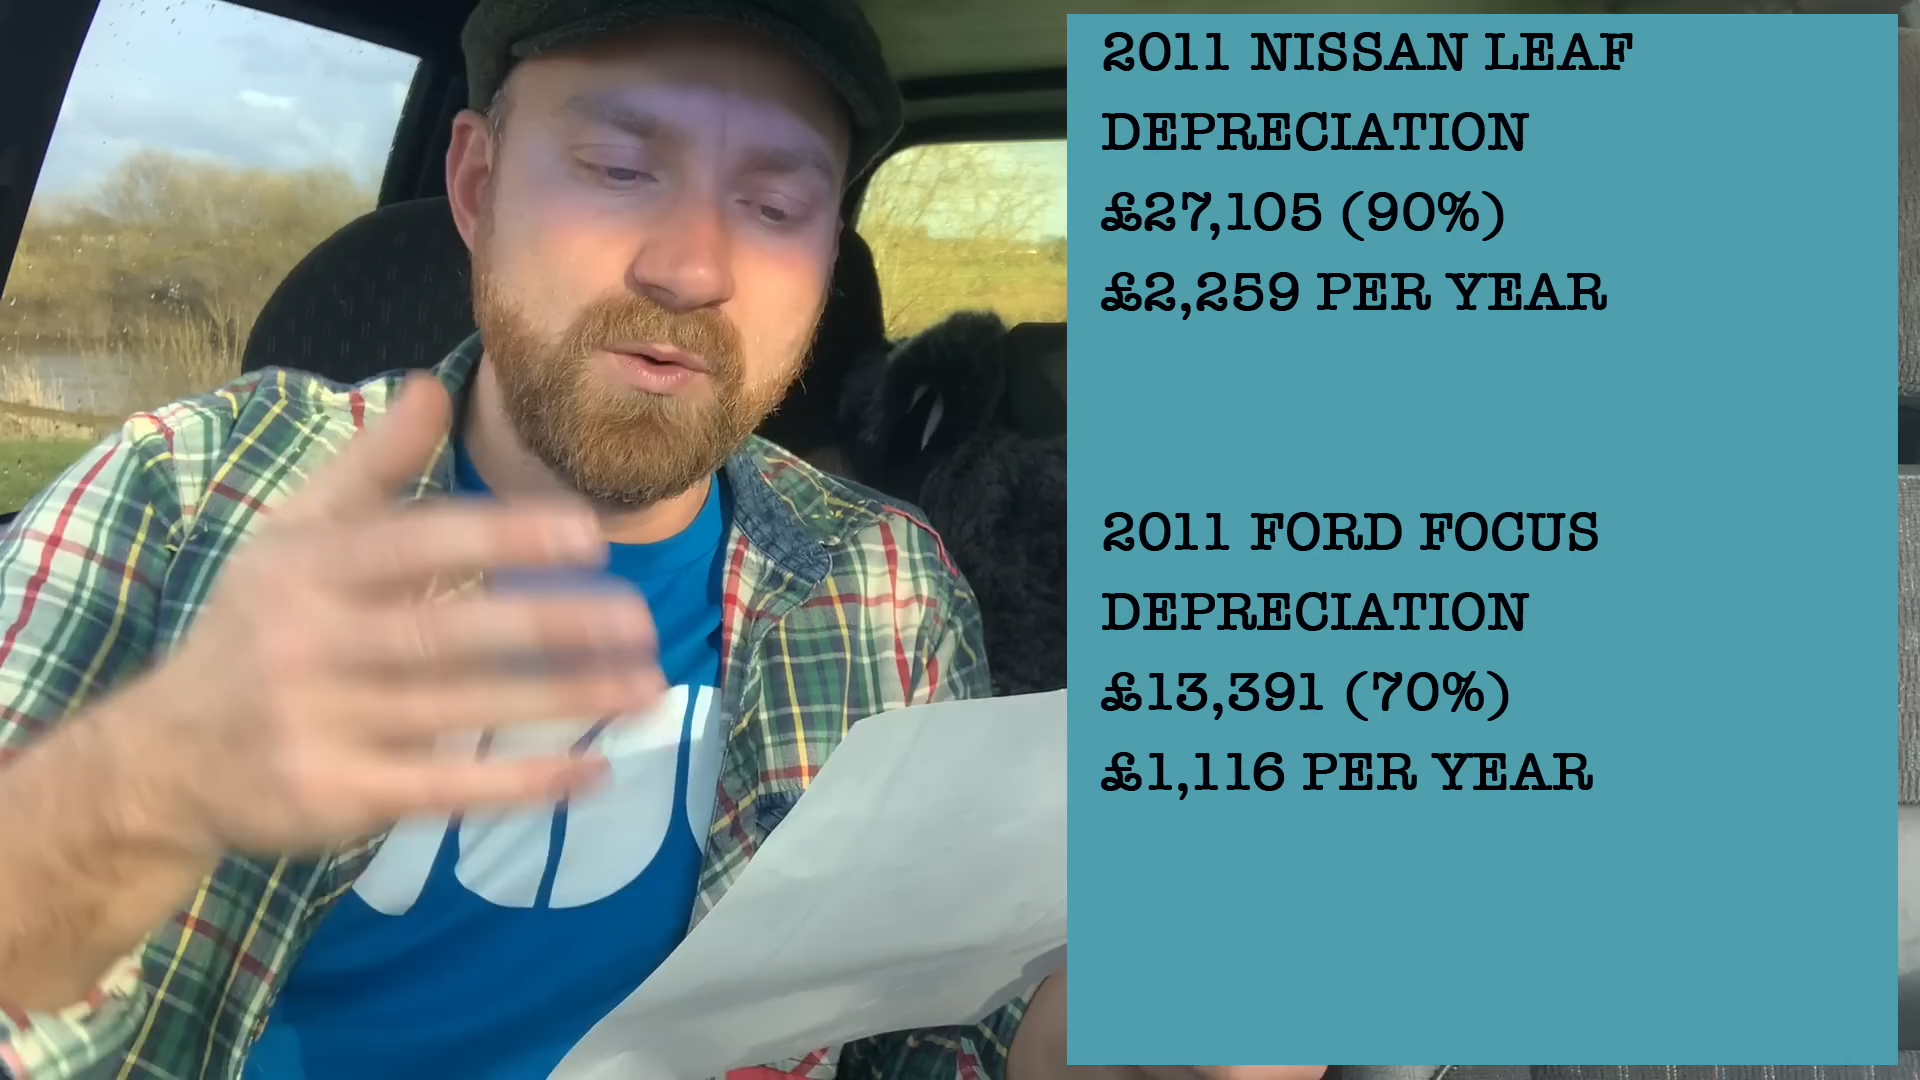 2011 NISSAN LEAF
DEPRECIATION
£27,105 (90%)
£2,259 PER YEAR
2011 FORD FOCUS
DEPRECIATION
£13,391 (70%)
£1,116 PER YEAR